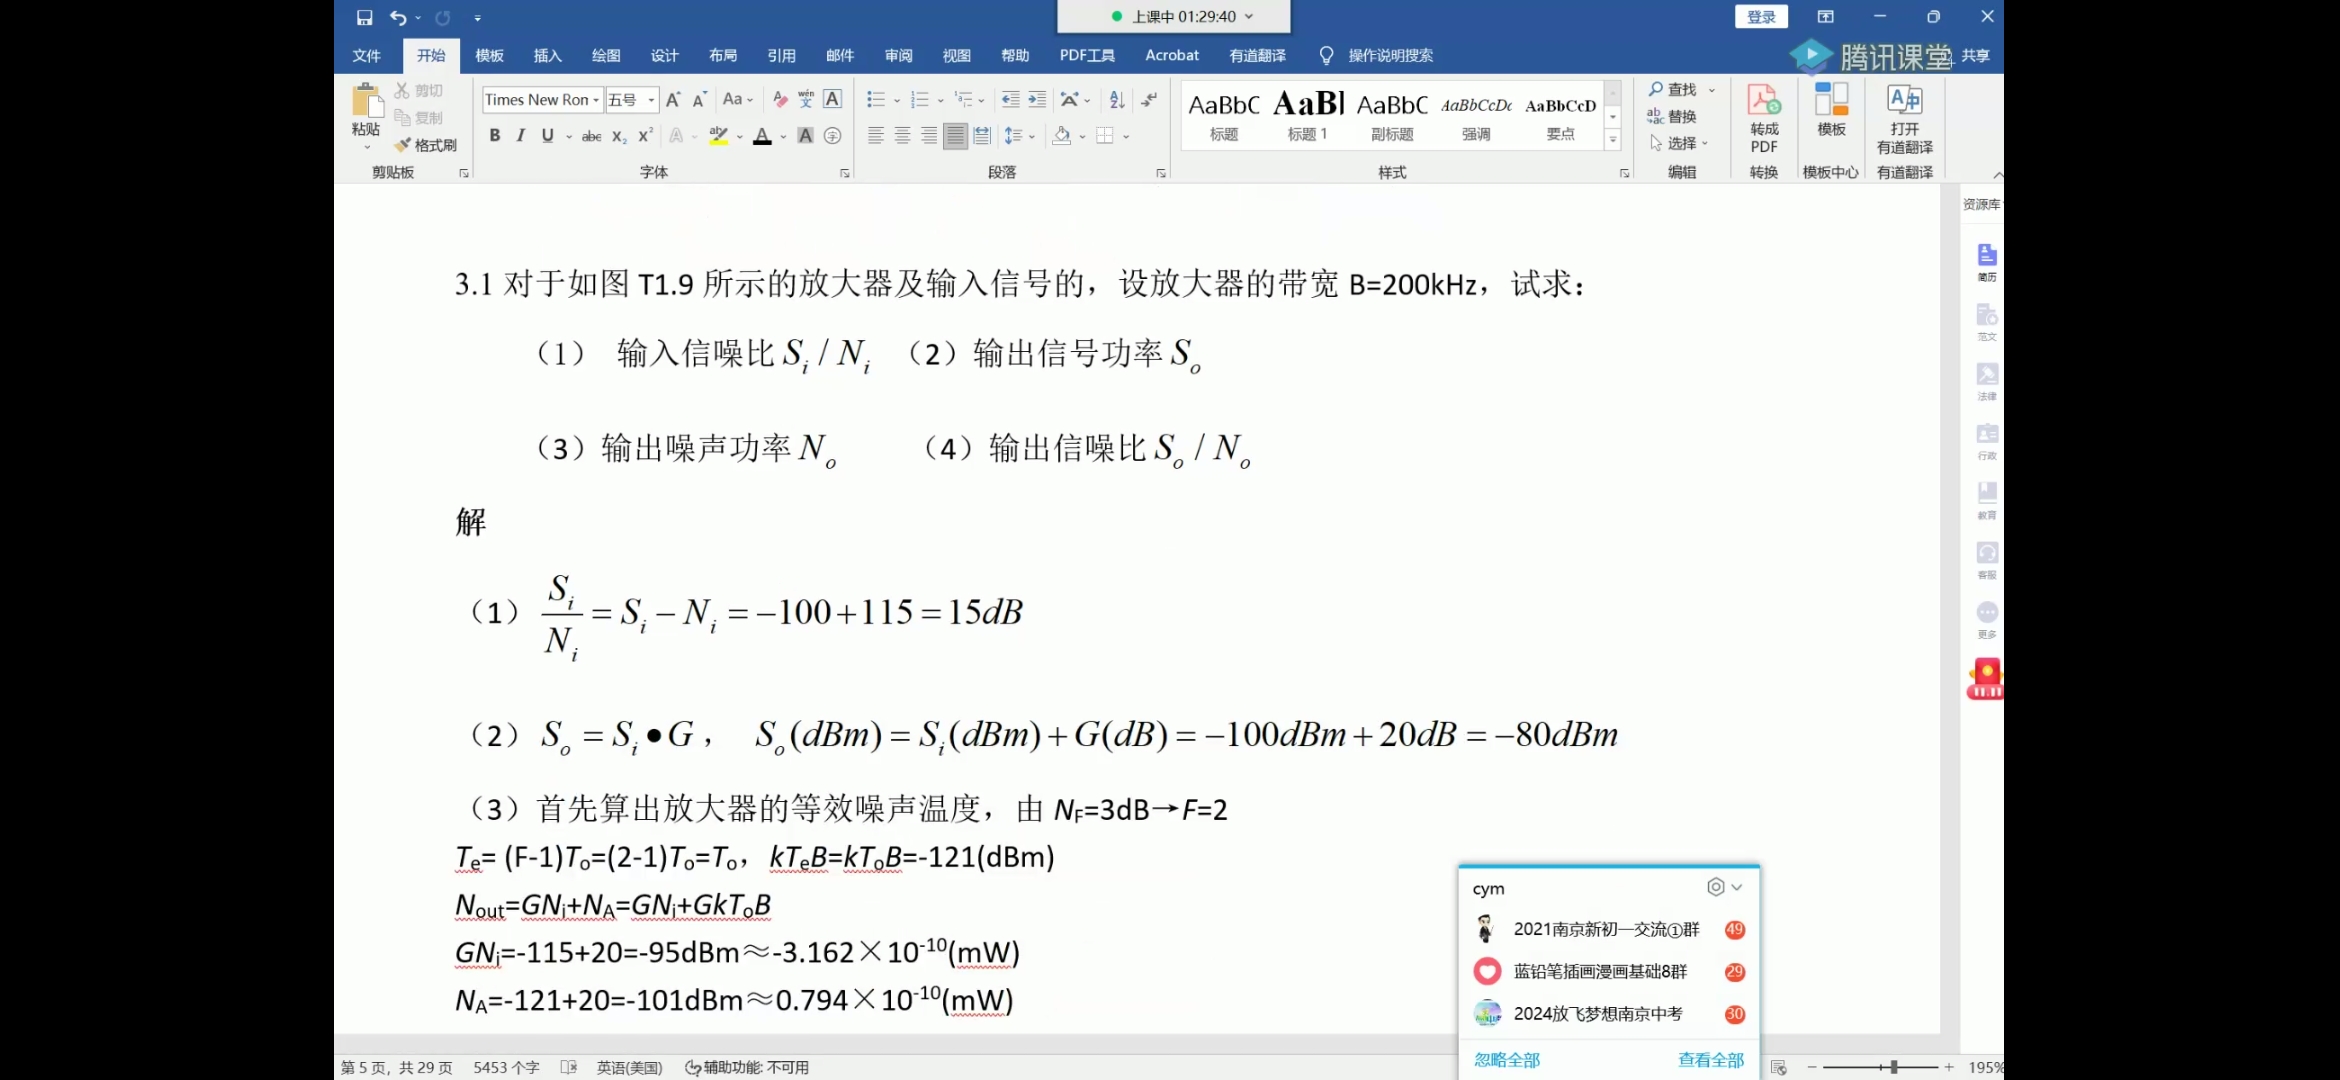 上课中 01:29:40
登录
文件 开始 模板 插入 绘图 设计 布局 引用 邮件 审阅 视图 帮助 PDF工具 Acrobat 有道翻译 操作说明搜索 腾讯课堂 共享
粘贴 剪切 复制 格式刷 剪贴板
Times New Ron 五号 Aa 字体
段落
AaBbC AaBl AaBbC AaBbCcDc AaBbCcD
标题 标题 1 副标题 强调 要点
样式
查找 替换 选择 编辑
转成 PDF 转换
模板 模板中心
打开 有道翻译 有道翻译
资源库
简历
范文
法律
行政
教育
客服
更多
11.11
3.1 对于如图 T1.9 所示的放大器及输入信号的，设放大器的带宽 B=200kHz，试求：
（1） 输入信噪比 S_i / N_i （2）输出信号功率 S_o
（3）输出噪声功率 N_o （4）输出信噪比 S_o / N_o
解
（1） S_i/N_i = S_i − N_i = −100+115 = 15dB
（2） S_o = S_i ● G ， S_o(dBm) = S_i(dBm)+G(dB) = −100dBm+20dB = −80dBm
（3）首先算出放大器的等效噪声温度，由 N_F=3dB→F=2
T_e= (F-1)T_o=(2-1)T_o=T_o， kT_eB=kT_oB=-121(dBm)
N_out=GN_i+N_A=GN_i+GkT_oB
GN_i=-115+20=-95dBm≈-3.162×10^-10(mW)
N_A=-121+20=-101dBm≈0.794×10^-10(mW)
cym
2021南京新初一交流①群 49
蓝铅笔插画漫画基础8群 29
2024放飞梦想南京中考 30
忽略全部 查看全部
第 5 页，共 29 页 5453 个字 英语(美国) 辅助功能: 不可用 195%